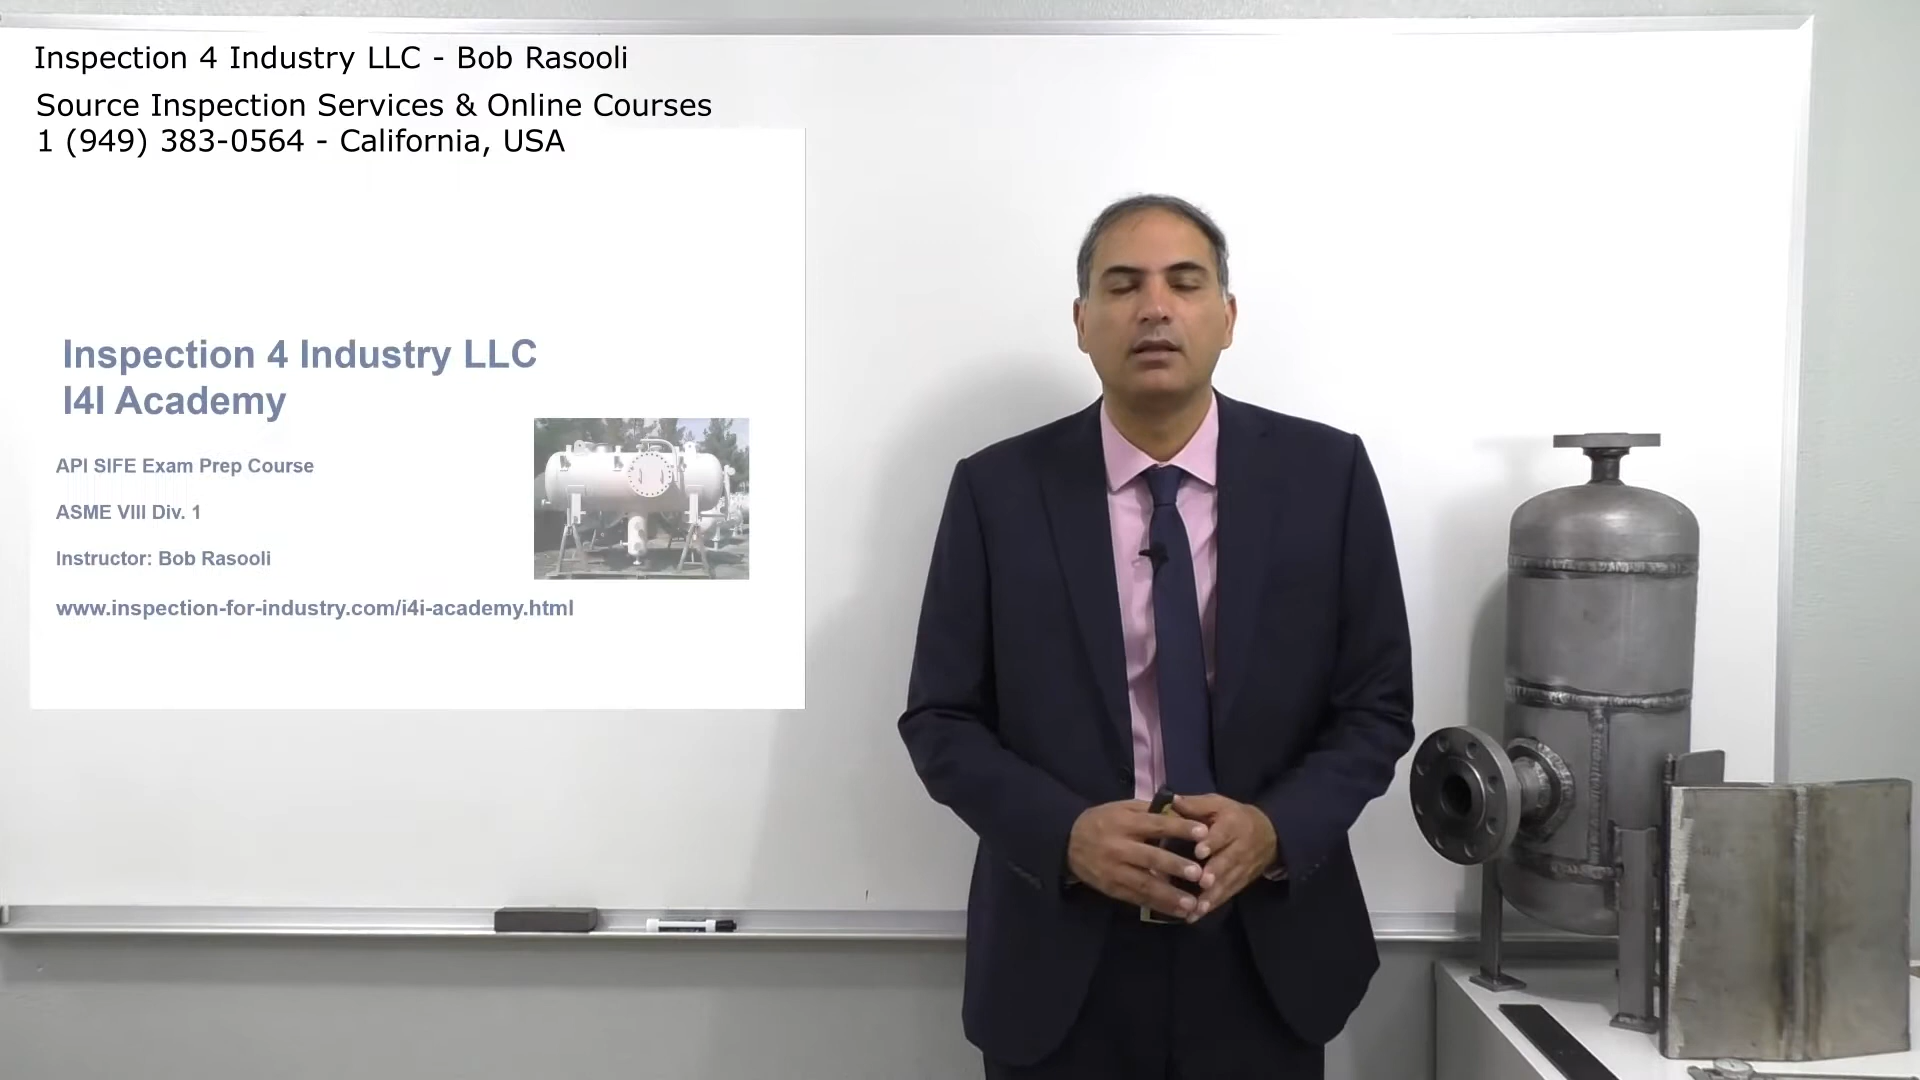 Inspection 4 Industry LLC - Bob Rasooli
Source Inspection Services & Online Courses
1 (949) 383-0564 - California, USA
Inspection 4 Industry LLC
I4I Academy
API SIFE Exam Prep Course
ASME VIII Div. 1
Instructor: Bob Rasooli
www.inspection-for-industry.com/i4i-academy.html